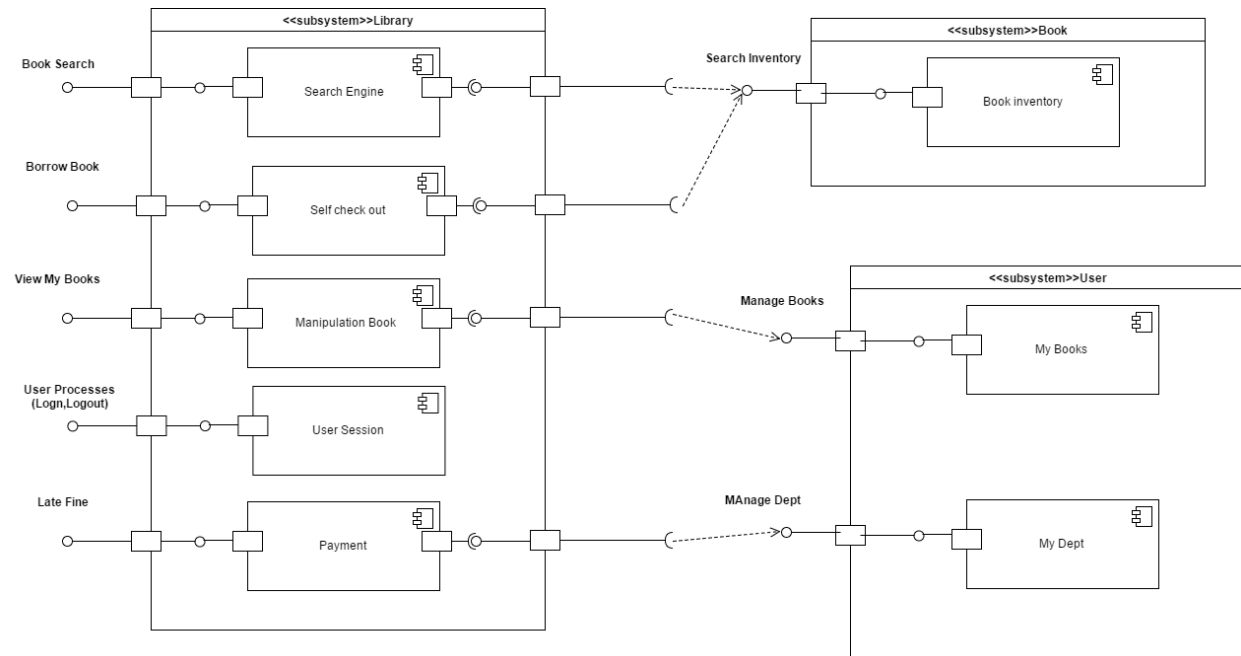 <<subsystem>>Library
Book Search
Search Engine
Borrow Book
Self check out
View My Books
Manipulation Book
User Processes
(Logn,Logout)
User Session
Late Fine
Payment
<<subsystem>>Book
Search Inventory
Book inventory
<<subsystem>>User
Manage Books
My Books
MAnage Dept
My Dept